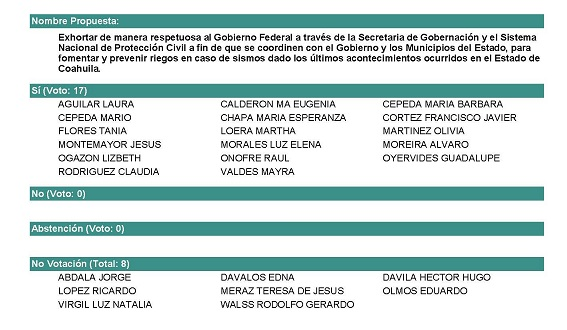 Nombre Propuesta:
Exhortar de manera respetuosa al Gobierno Federal a través de la Secretaria de Gobernación y el Sistema
Nacional de Protección Civil a fin de que se coordinen con el Gobierno y los Municipios del Estado, para
fomentar y prevenir riegos en caso de sismos dado los últimos acontecimientos ocurridos en el Estado de
Coahuila.
Sí (Voto: 17)
AGUILAR LAURA CALDERON MA EUGENIA CEPEDA MARIA BARBARA
CEPEDA MARIO CHAPA MARIA ESPERANZA CORTEZ FRANCISCO JAVIER
FLORES TANIA LOERA MARTHA MARTINEZ OLIVIA
MONTEMAYOR JESUS MORALES LUZ ELENA MOREIRA ALVARO
OGAZON LIZBETH ONOFRE RAUL OYERVIDES GUADALUPE
RODRIGUEZ CLAUDIA VALDES MAYRA
No (Voto: 0)
Abstención (Voto: 0)
No Votación (Total: 8)
ABDALA JORGE DAVALOS EDNA DAVILA HECTOR HUGO
LOPEZ RICARDO MERAZ TERESA DE JESUS OLMOS EDUARDO
VIRGIL LUZ NATALIA WALSS RODOLFO GERARDO